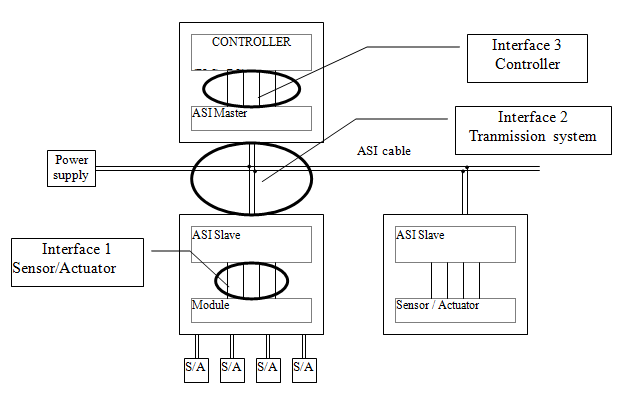 CONTROLLER
Interface 3
Controller
ASI Master
Interface 2
Tranmission system
ASI cable
Power
supply
ASI Slave
ASI Slave
Interface 1
Sensor/Actuator
Module
Sensor / Actuator
S/A
S/A
S/A
S/A